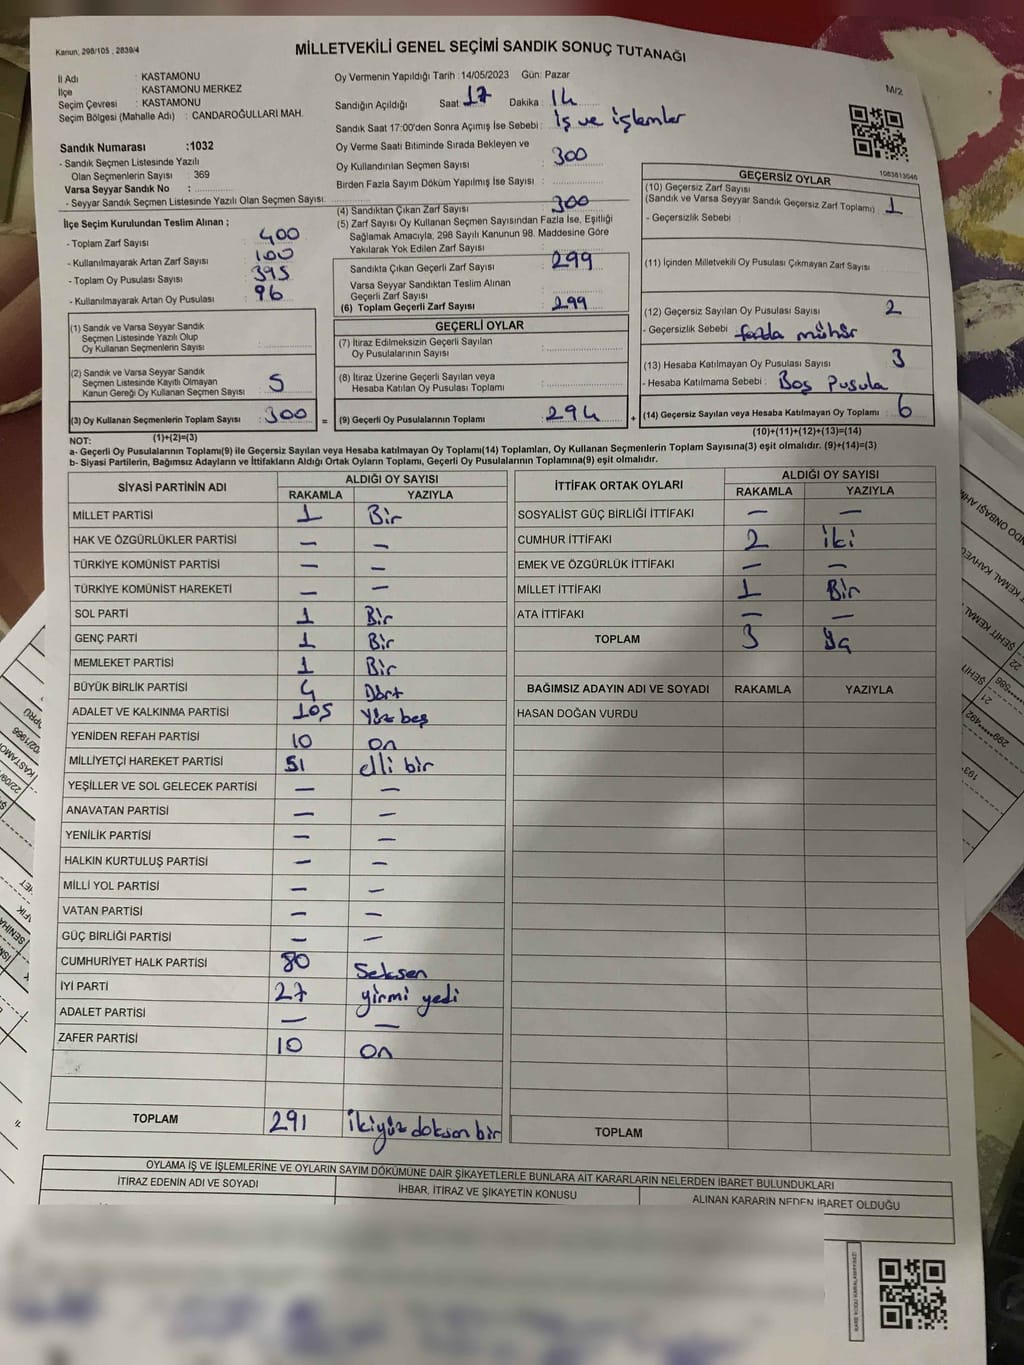 Kanun, 298/105 , 2839/4
MİLLETVEKİLİ GENEL SEÇİMİ SANDIK SONUÇ TUTANAĞI
M/2
İl Adı : KASTAMONU
İlçe : KASTAMONU MERKEZ
Seçim Çevresi : KASTAMONU
Seçim Bölgesi (Mahalle Adı) : CANDAROĞULLARI MAH.
Sandık Numarası :1032
- Sandık Seçmen Listesinde Yazılı
Olan Seçmenlerin Sayısı : 369
Varsa Seyyar Sandık No :
- Seyyar Sandık Seçmen Listesinde Yazılı Olan Seçmen Sayısı:
Oy Vermenin Yapıldığı Tarih : 14/05/2023 Gün: Pazar
Sandığın Açıldığı Saat : 17 Dakika : 14
Sandık Saat 17:00'den Sonra Açımış İse Sebebi : İş ve işlemler
Oy Verme Saati Bitiminde Sırada Bekleyen ve
Oy Kullandırılan Seçmen Sayısı : 300
Birden Fazla Sayım Döküm Yapılmış İse Sayısı :
İlçe Seçim Kurulundan Teslim Alınan ;
- Toplam Zarf Sayısı : 400
- Kullanılmayarak Artan Zarf Sayısı : 100
- Toplam Oy Pusulası Sayısı : 395
- Kullanılmayarak Artan Oy Pusulası : 96
(4) Sandıktan Çıkan Zarf Sayısı : 300
(5) Zarf Sayısı Oy Kullanan Seçmen Sayısından Fazla İse, Eşitliği
Sağlamak Amacıyla, 298 Sayılı Kanunun 98. Maddesine Göre
Yakılarak Yok Edilen Zarf Sayısı :
Sandıkta Çıkan Geçerli Zarf Sayısı : 299
Varsa Seyyar Sandıktan Teslim Alınan
Geçerli Zarf Sayısı :
(6) Toplam Geçerli Zarf Sayısı : 299
1083813046
GEÇERSİZ OYLAR
(10) Geçersiz Zarf Sayısı
(Sandık ve Varsa Seyyar Sandık Geçersiz Zarf Toplamı) : 1
- Geçersizlik Sebebi :
(11) İçinden Milletvekili Oy Pusulası Çıkmayan Zarf Sayısı :
(12) Geçersiz Sayılan Oy Pusulası Sayısı : 2
- Geçersizlik Sebebi : fazla mühür
(13) Hesaba Katılmayan Oy Pusulası Sayısı : 3
- Hesaba Katılmama Sebebi : Boş Pusula
(14) Geçersiz Sayılan veya Hesaba Katılmayan Oy Toplamı : 6
(10)+(11)+(12)+(13)=(14)
(1) Sandık ve Varsa Seyyar Sandık
Seçmen Listesinde Yazılı Olup
Oy Kullanan Seçmenlerin Sayısı :
(2) Sandık ve Varsa Seyyar Sandık
Seçmen Listesinde Kayıtlı Olmayan
Kanun Gereği Oy Kullanan Seçmen Sayısı : 5
(3) Oy Kullanan Seçmenlerin Toplam Sayısı : 300 =
(1)+(2)=(3)
GEÇERLİ OYLAR
(7) İtiraz Edilmeksizin Geçerli Sayılan
Oy Pusulalarının Sayısı :
(8) İtiraz Üzerine Geçerli Sayılan veya
Hesaba Katılan Oy Pusulası Toplamı :
(9) Geçerli Oy Pusulalarının Toplamı : 294 +
NOT:
a- Geçerli Oy Pusulalarının Toplamı(9) ile Geçersiz Sayılan veya Hesaba katılmayan Oy Toplamı(14) Toplamları, Oy Kullanan Seçmenlerin Toplam Sayısına(3) eşit olmalıdır. (9)+(14)=(3)
b- Siyasi Partilerin, Bağımsız Adayların ve İttifakların Aldığı Ortak Oyların Toplamı, Geçerli Oy Pusulalarının Toplamına(9) eşit olmalıdır.
SİYASİ PARTİNİN ADI ALDIĞI OY SAYISI
RAKAMLA YAZIYLA
MİLLET PARTİSİ 1 Bir
HAK VE ÖZGÜRLÜKLER PARTİSİ — —
TÜRKİYE KOMÜNİST PARTİSİ — —
TÜRKİYE KOMÜNİST HAREKETİ — —
SOL PARTİ 1 Bir
GENÇ PARTİ 1 Bir
MEMLEKET PARTİSİ 1 Bir
BÜYÜK BİRLİK PARTİSİ 4 Dört
ADALET VE KALKINMA PARTİSİ 105 Yüz beş
YENİDEN REFAH PARTİSİ 10 on
MİLLİYETÇİ HAREKET PARTİSİ 51 elli bir
YEŞİLLER VE SOL GELECEK PARTİSİ — —
ANAVATAN PARTİSİ — —
YENİLİK PARTİSİ — —
HALKIN KURTULUŞ PARTİSİ — —
MİLLİ YOL PARTİSİ — —
VATAN PARTİSİ — —
GÜÇ BİRLİĞİ PARTİSİ — —
CUMHURİYET HALK PARTİSİ 80 Seksen
İYİ PARTİ 27 yirmi yedi
ADALET PARTİSİ — —
ZAFER PARTİSİ 10 on
TOPLAM 291 İkiyüz doksan bir
İTTİFAK ORTAK OYLARI ALDIĞI OY SAYISI
RAKAMLA YAZIYLA
SOSYALİST GÜÇ BİRLİĞİ İTTİFAKI — —
CUMHUR İTTİFAKI 2 iki
EMEK VE ÖZGÜRLÜK İTTİFAKI — —
MİLLET İTTİFAKI 1 Bir
ATA İTTİFAKI — —
TOPLAM 3 Üç
BAĞIMSIZ ADAYIN ADI VE SOYADI RAKAMLA YAZIYLA
HASAN DOĞAN VURDU
TOPLAM
OYLAMA İŞ VE İŞLEMLERİNE VE OYLARIN SAYIM DÖKÜMÜNE DAİR ŞİKAYETLERLE BUNLARA AİT KARARLARIN NELERDEN İBARET BULUNDUKLARI
İTİRAZ EDENİN ADI VE SOYADI İHBAR, İTİRAZ VE ŞİKAYETİN KONUSU ALINAN KARARIN NEDEN İBARET OLDUĞU